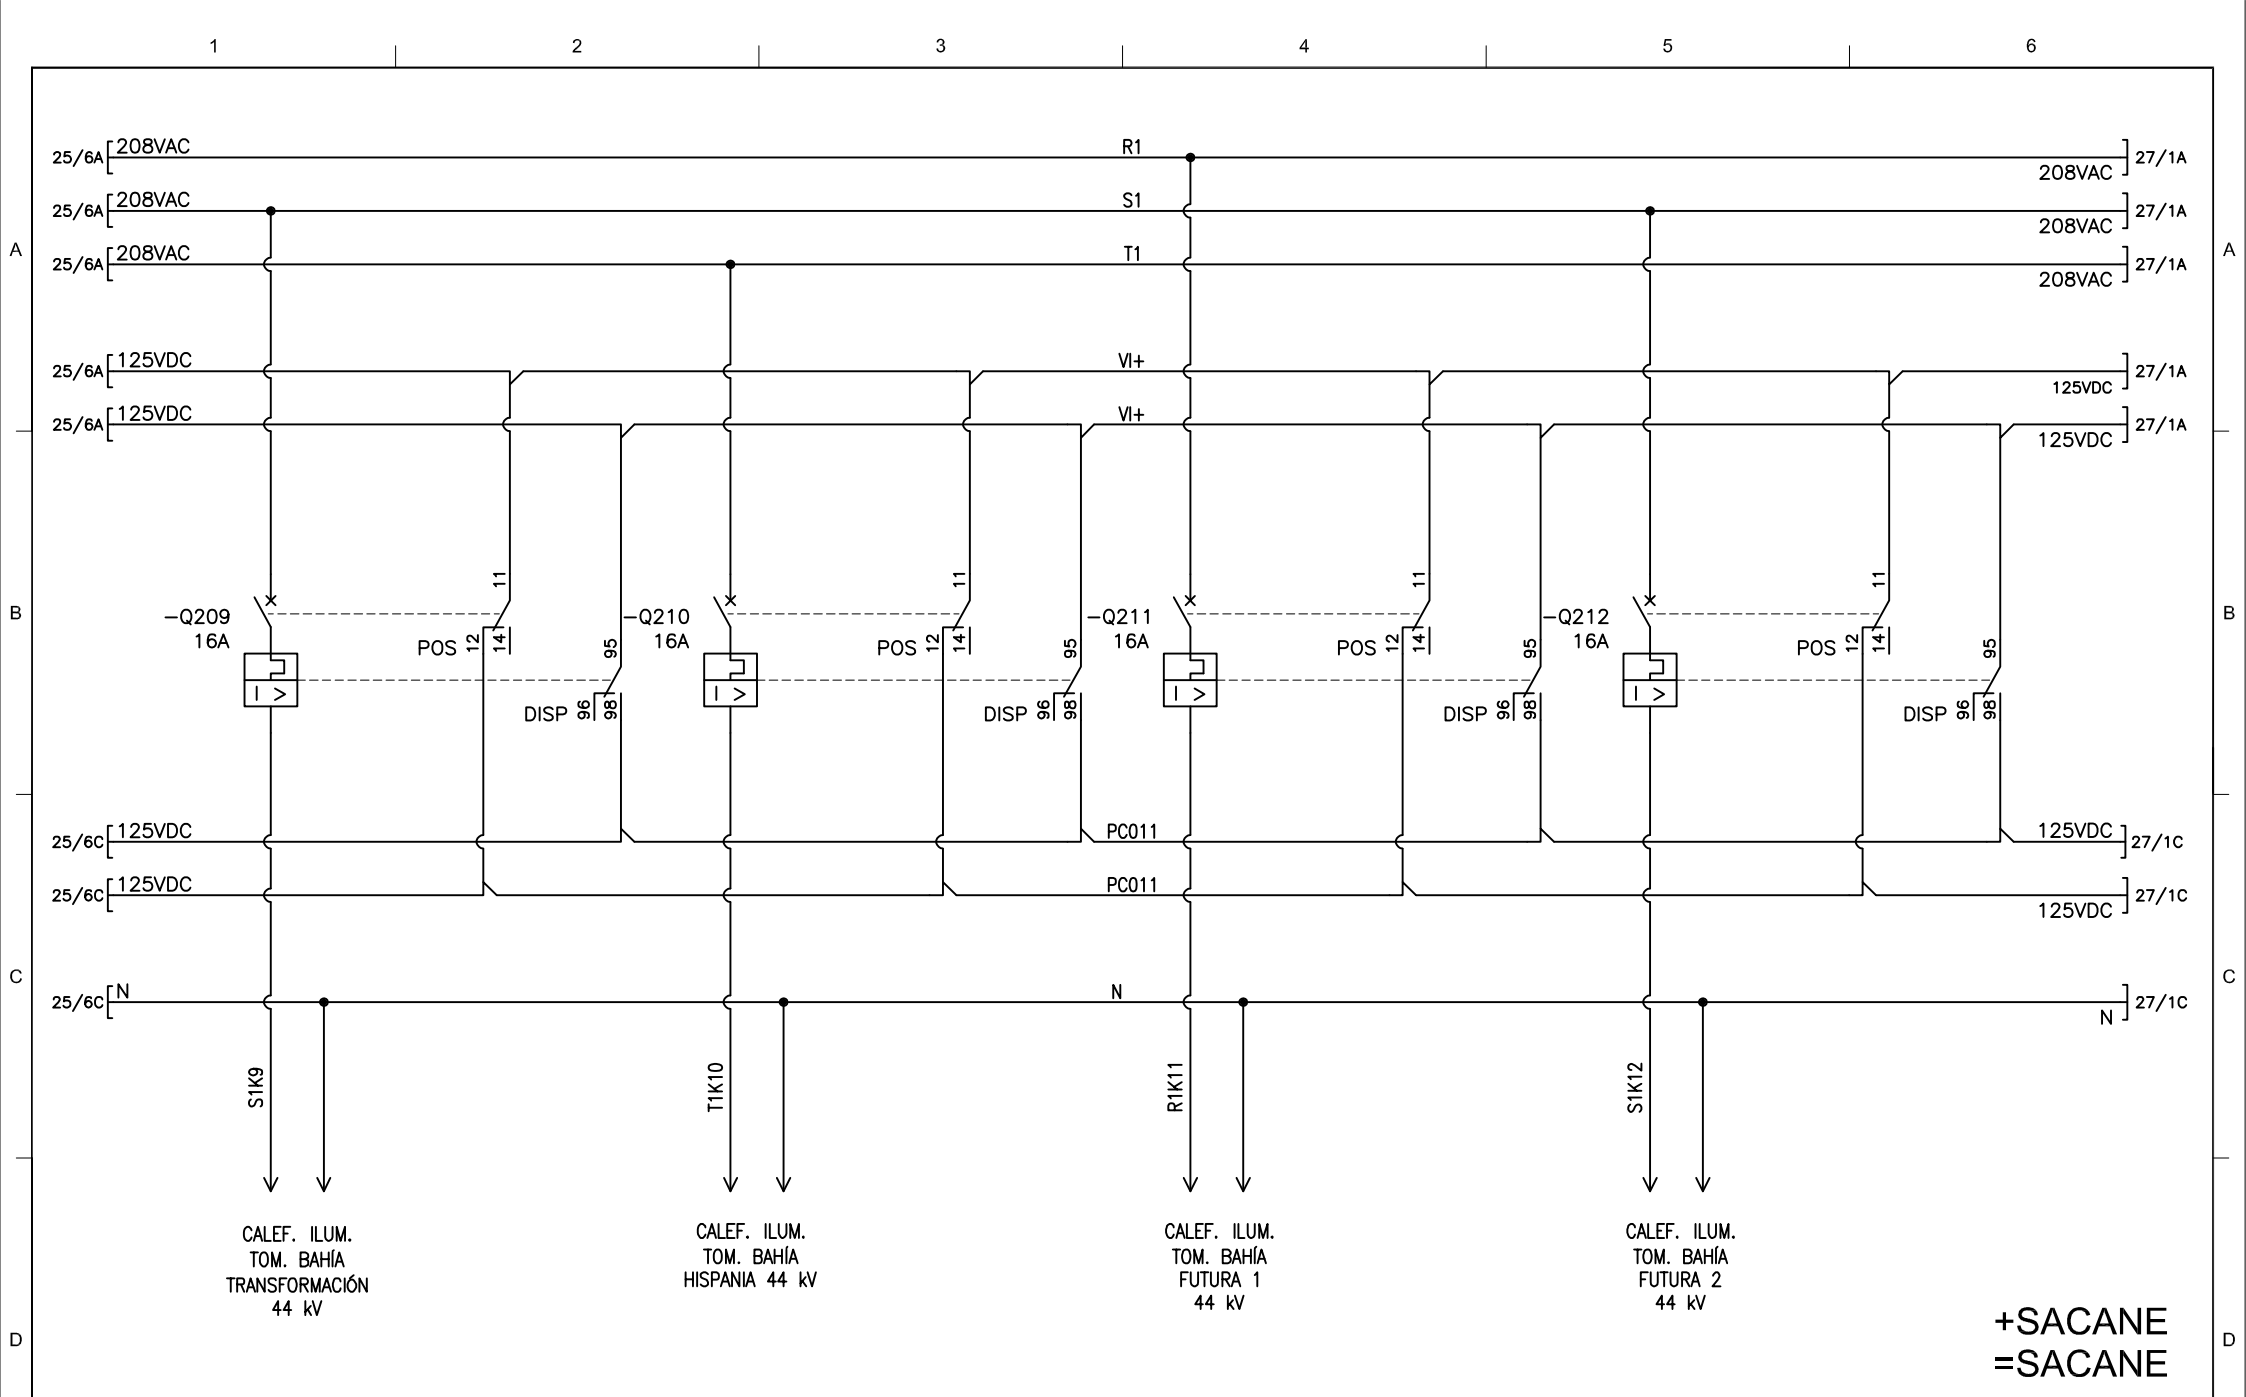 1 2 3 4 5 6
25/6A 208VAC R1 27/1A
208VAC
25/6A 208VAC S1 27/1A
208VAC
A 25/6A 208VAC T1 27/1A A
208VAC
25/6A 125VDC VI+ 27/1A
125VDC
25/6A 125VDC VI+ 27/1A
125VDC
11 11 11 11
B -Q209 -Q210 -Q211 -Q212 B
16A POS 12 14 95 16A POS 12 14 95 16A POS 12 14 95 16A POS 12 14 95
I > I > I > I >
DISP 96 98 DISP 96 98 DISP 96 98 DISP 96 98
25/6C 125VDC PC011 125VDC 27/1C
25/6C 125VDC PC011 27/1C
125VDC
C C
25/6C N N 27/1C
N
S1K9 T1K10 R1K11 S1K12
CALEF. ILUM.
TOM. BAHÍA
TRANSFORMACIÓN
44 kV
CALEF. ILUM.
TOM. BAHÍA
HISPANIA 44 kV
CALEF. ILUM.
TOM. BAHÍA
FUTURA 1
44 kV
CALEF. ILUM.
TOM. BAHÍA
FUTURA 2
44 kV
+SACANE
D D
=SACANE